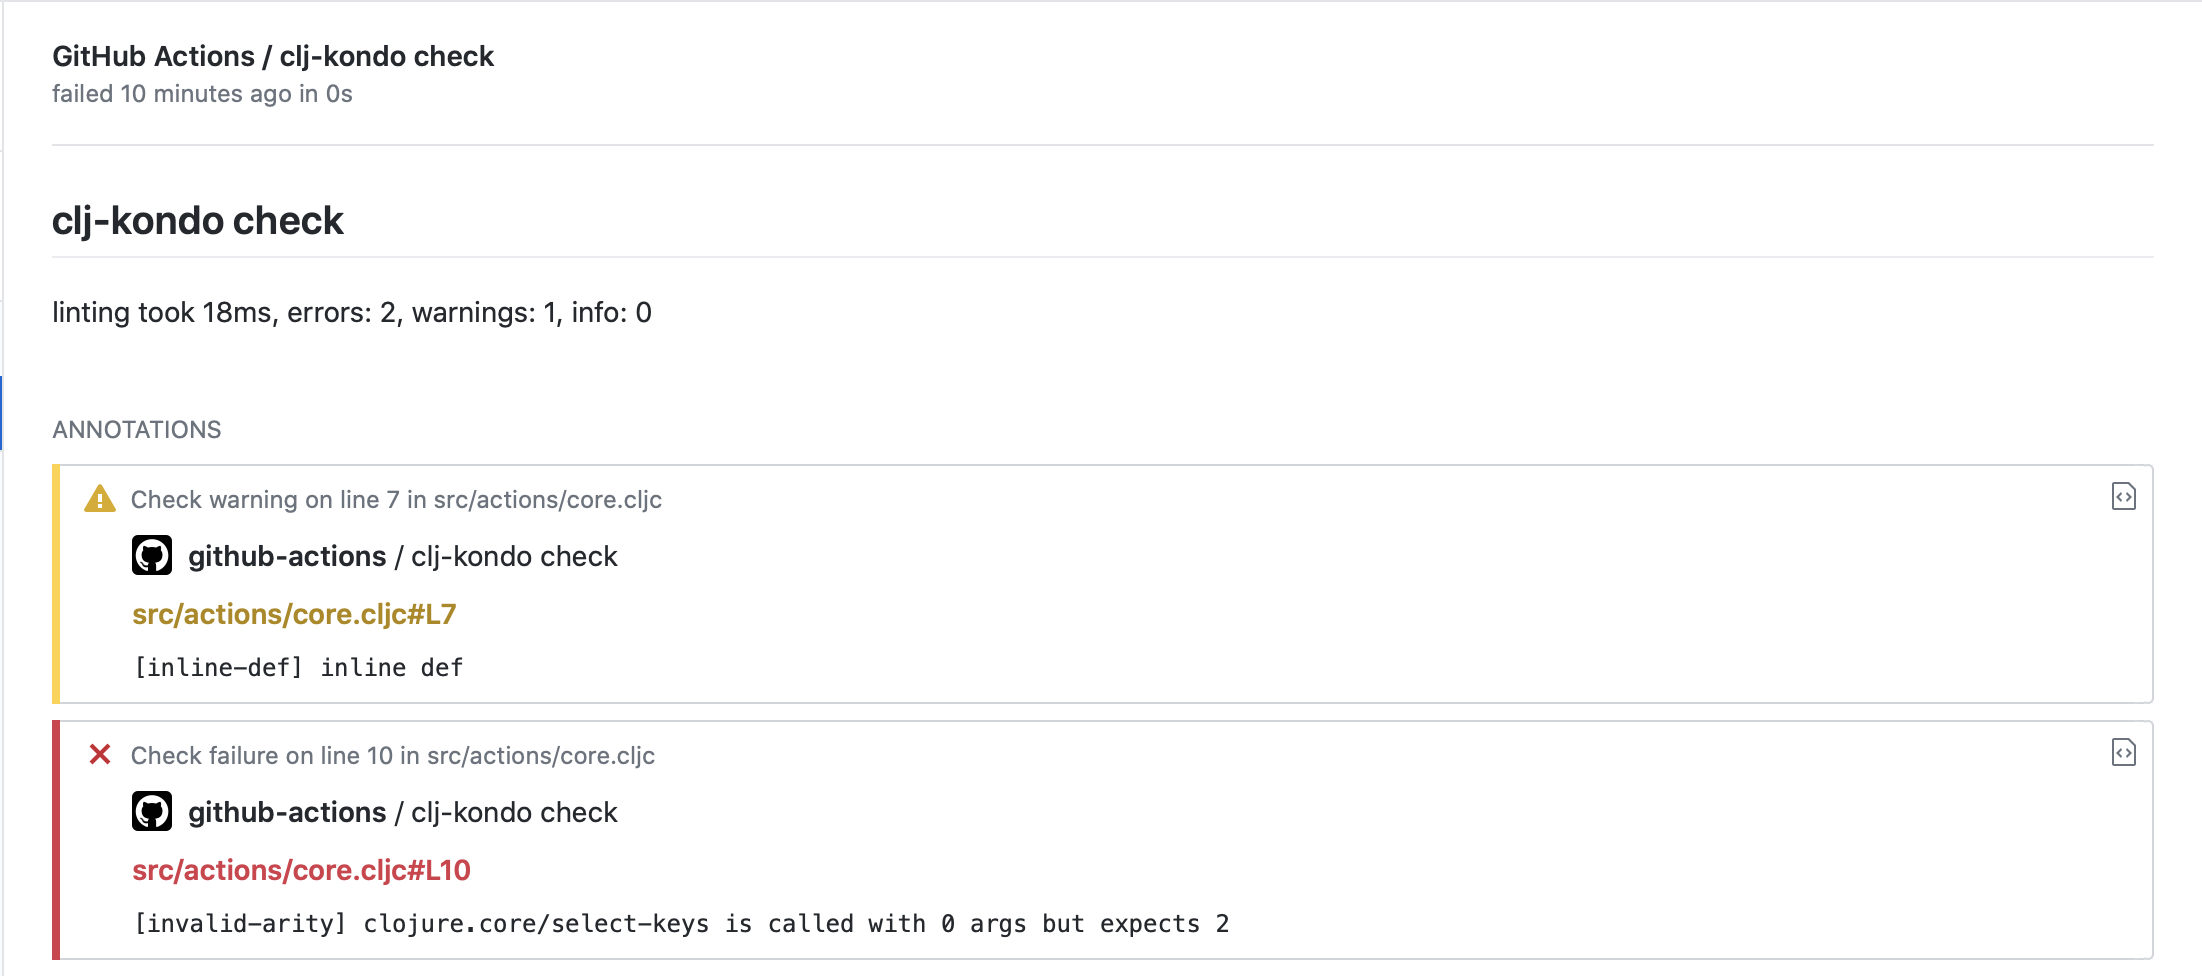 GitHub Actions / clj-kondo check
failed 10 minutes ago in 0s
clj-kondo check
linting took 18ms, errors: 2, warnings: 1, info: 0
ANNOTATIONS
Check warning on line 7 in src/actions/core.cljc
github-actions / clj-kondo check
src/actions/core.cljc#L7
[inline-def] inline def
Check failure on line 10 in src/actions/core.cljc
github-actions / clj-kondo check
src/actions/core.cljc#L10
[invalid-arity] clojure.core/select-keys is called with 0 args but expects 2